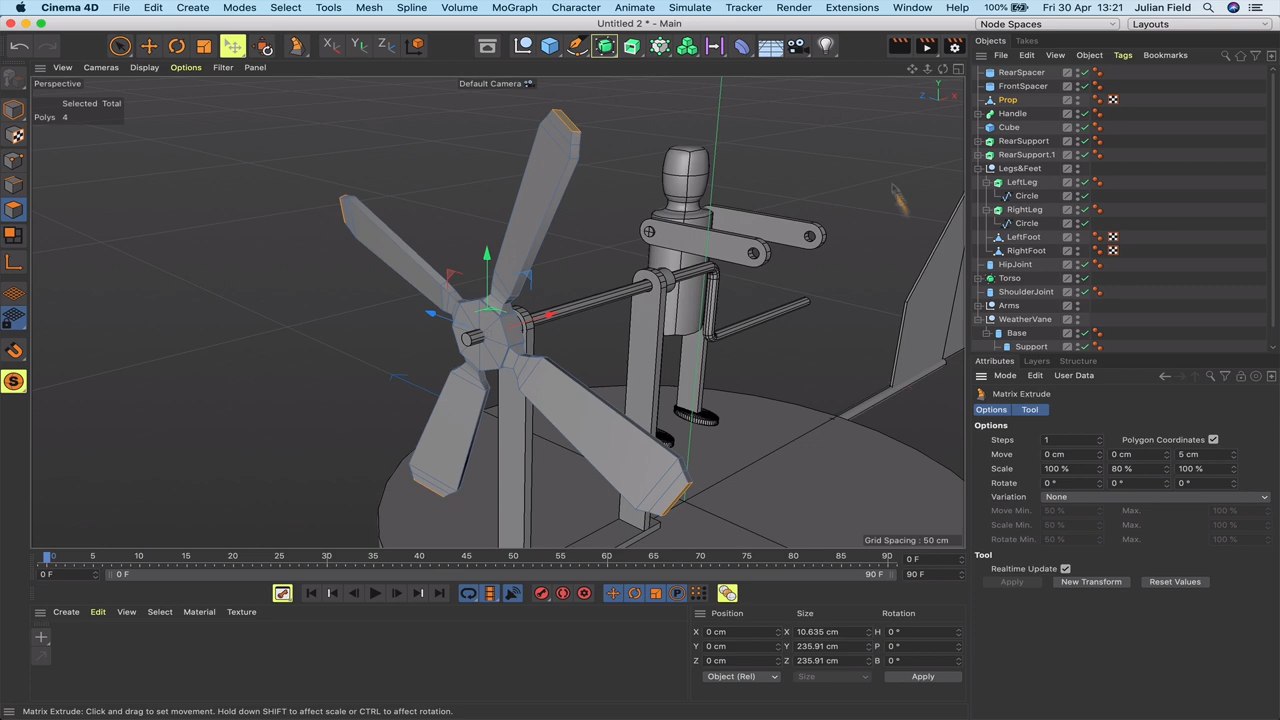 Cinema 4D File Edit Create Modes Select Tools Mesh Spline Volume MoGraph Character Animate Simulate Tracker Render Extensions Window Help 100% Fri 30 Apr 13:21 Julian Field
Untitled 2 * - Main
Node Spaces Layouts
Objects Takes
File Edit View Object Tags Bookmarks
View Cameras Display Options Filter Panel
Perspective
Default Camera
Selected Total
Polys 4
Y
Z X
RearSpacer
FrontSpacer
Prop
Handle
Cube
RearSupport
RearSupport.1
Legs&Feet
LeftLeg
Circle
RightLeg
Circle
LeftFoot
RightFoot
HipJoint
Torso
ShoulderJoint
Arms
WeatherVane
Base
Support
Attributes Layers Structure
Mode Edit User Data
Matrix Extrude
Options Tool
Options
Steps 1 Polygon Coordinates
Move 0 cm 0 cm 5 cm
Scale 100 % 80 % 100 %
Rotate 0 ° 0 ° 0 °
Variation None
Move Min. 50 % Max. 100 %
Scale Min. 50 % Max. 100 %
Rotate Min. 50 % Max. 100 %
Tool
Realtime Update
Apply New Transform Reset Values
Grid Spacing : 50 cm
0 5 10 15 20 25 30 35 40 45 50 55 60 65 70 75 80 85 90 0 F
0 F 0 F 90 F 90 F
Create Edit View Select Material Texture
Position Size Rotation
X 0 cm X 10.635 cm H 0 °
Y 0 cm Y 235.91 cm P 0 °
Z 0 cm Z 235.91 cm B 0 °
Object (Rel) Size Apply
Matrix Extrude: Click and drag to set movement. Hold down SHIFT to affect scale or CTRL to affect rotation.